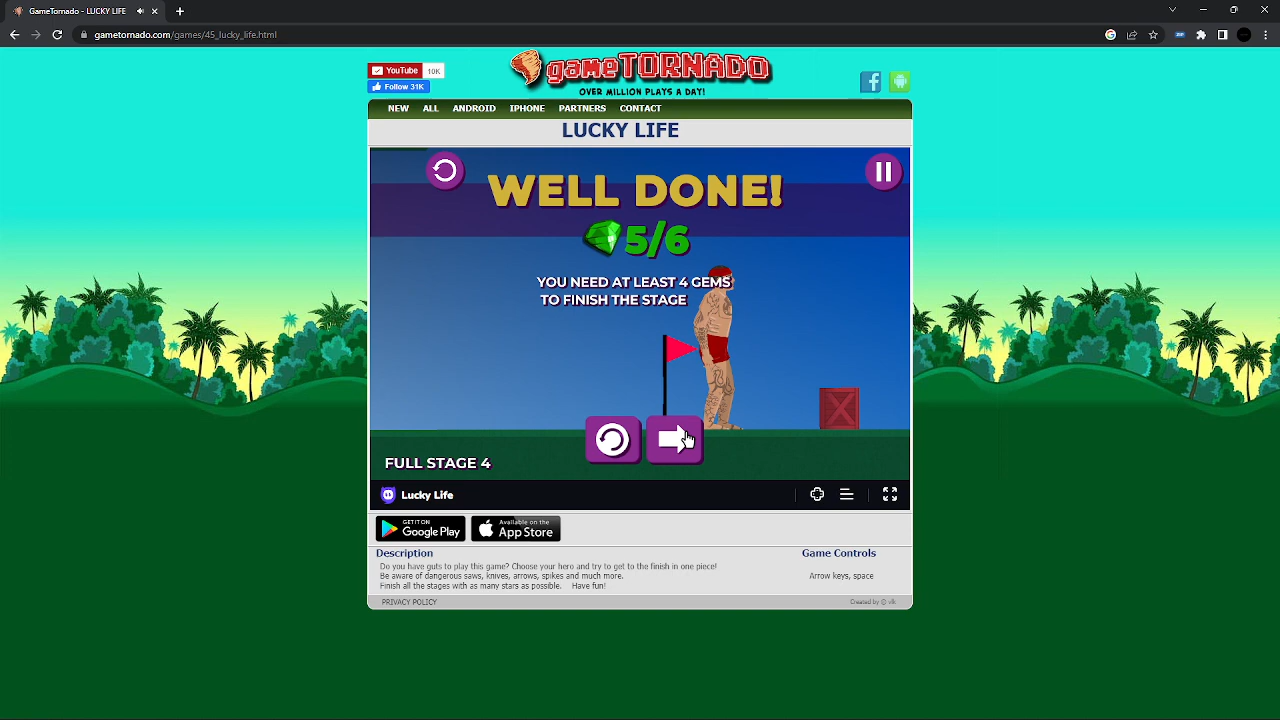 GameTornado - LUCKY LIFE
gametornado.com/games/45_lucky_life.html
YouTube 10K
Follow 31K
gameTORNADO
OVER MILLION PLAYS A DAY!
NEW ALL ANDROID IPHONE PARTNERS CONTACT
LUCKY LIFE
WELL DONE!
5/6
YOU NEED AT LEAST 4 GEMS
TO FINISH THE STAGE
FULL STAGE 4
Lucky Life
GET IT ON
Google Play
Available on the
App Store
Description
Do you have guts to play this game? Choose your hero and try to get to the finish in one piece!
Be aware of dangerous saws, knives, arrows, spikes and much more.
Finish all the stages with as many stars as possible. Have fun!
Game Controls
Arrow keys, space
PRIVACY POLICY
Created by © vlk